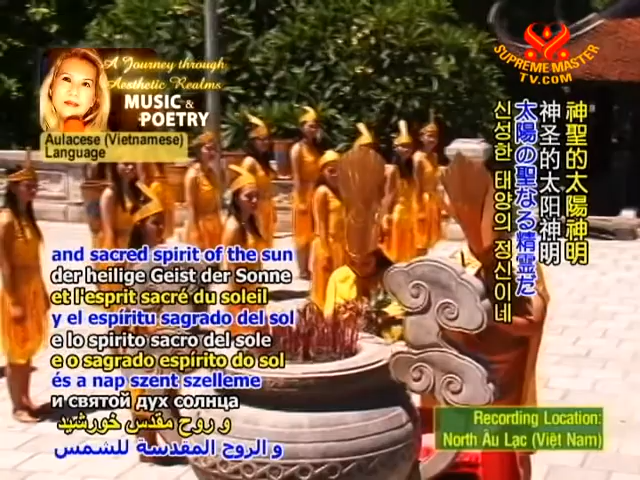 A Journey through
Aesthetic Realms
MUSIC &
POETRY
Aulacese (Vietnamese)
Language
SUPREME MASTER
TV.COM
神聖的太陽神明
神圣的太阳神明
太陽の聖なる精霊だ
신성한 태양의 정신이네
and sacred spirit of the sun
der heilige Geist der Sonne
et l'esprit sacré du soleil
y el espíritu sagrado del sol
e lo spirito sacro del sole
e o sagrado espírito do sol
és a nap szent szelleme
и святой дух солнца
و روح مقدس خورشید
و الروح المقدسة للشمس
Recording Location:
North Âu Lạc (Việt Nam)